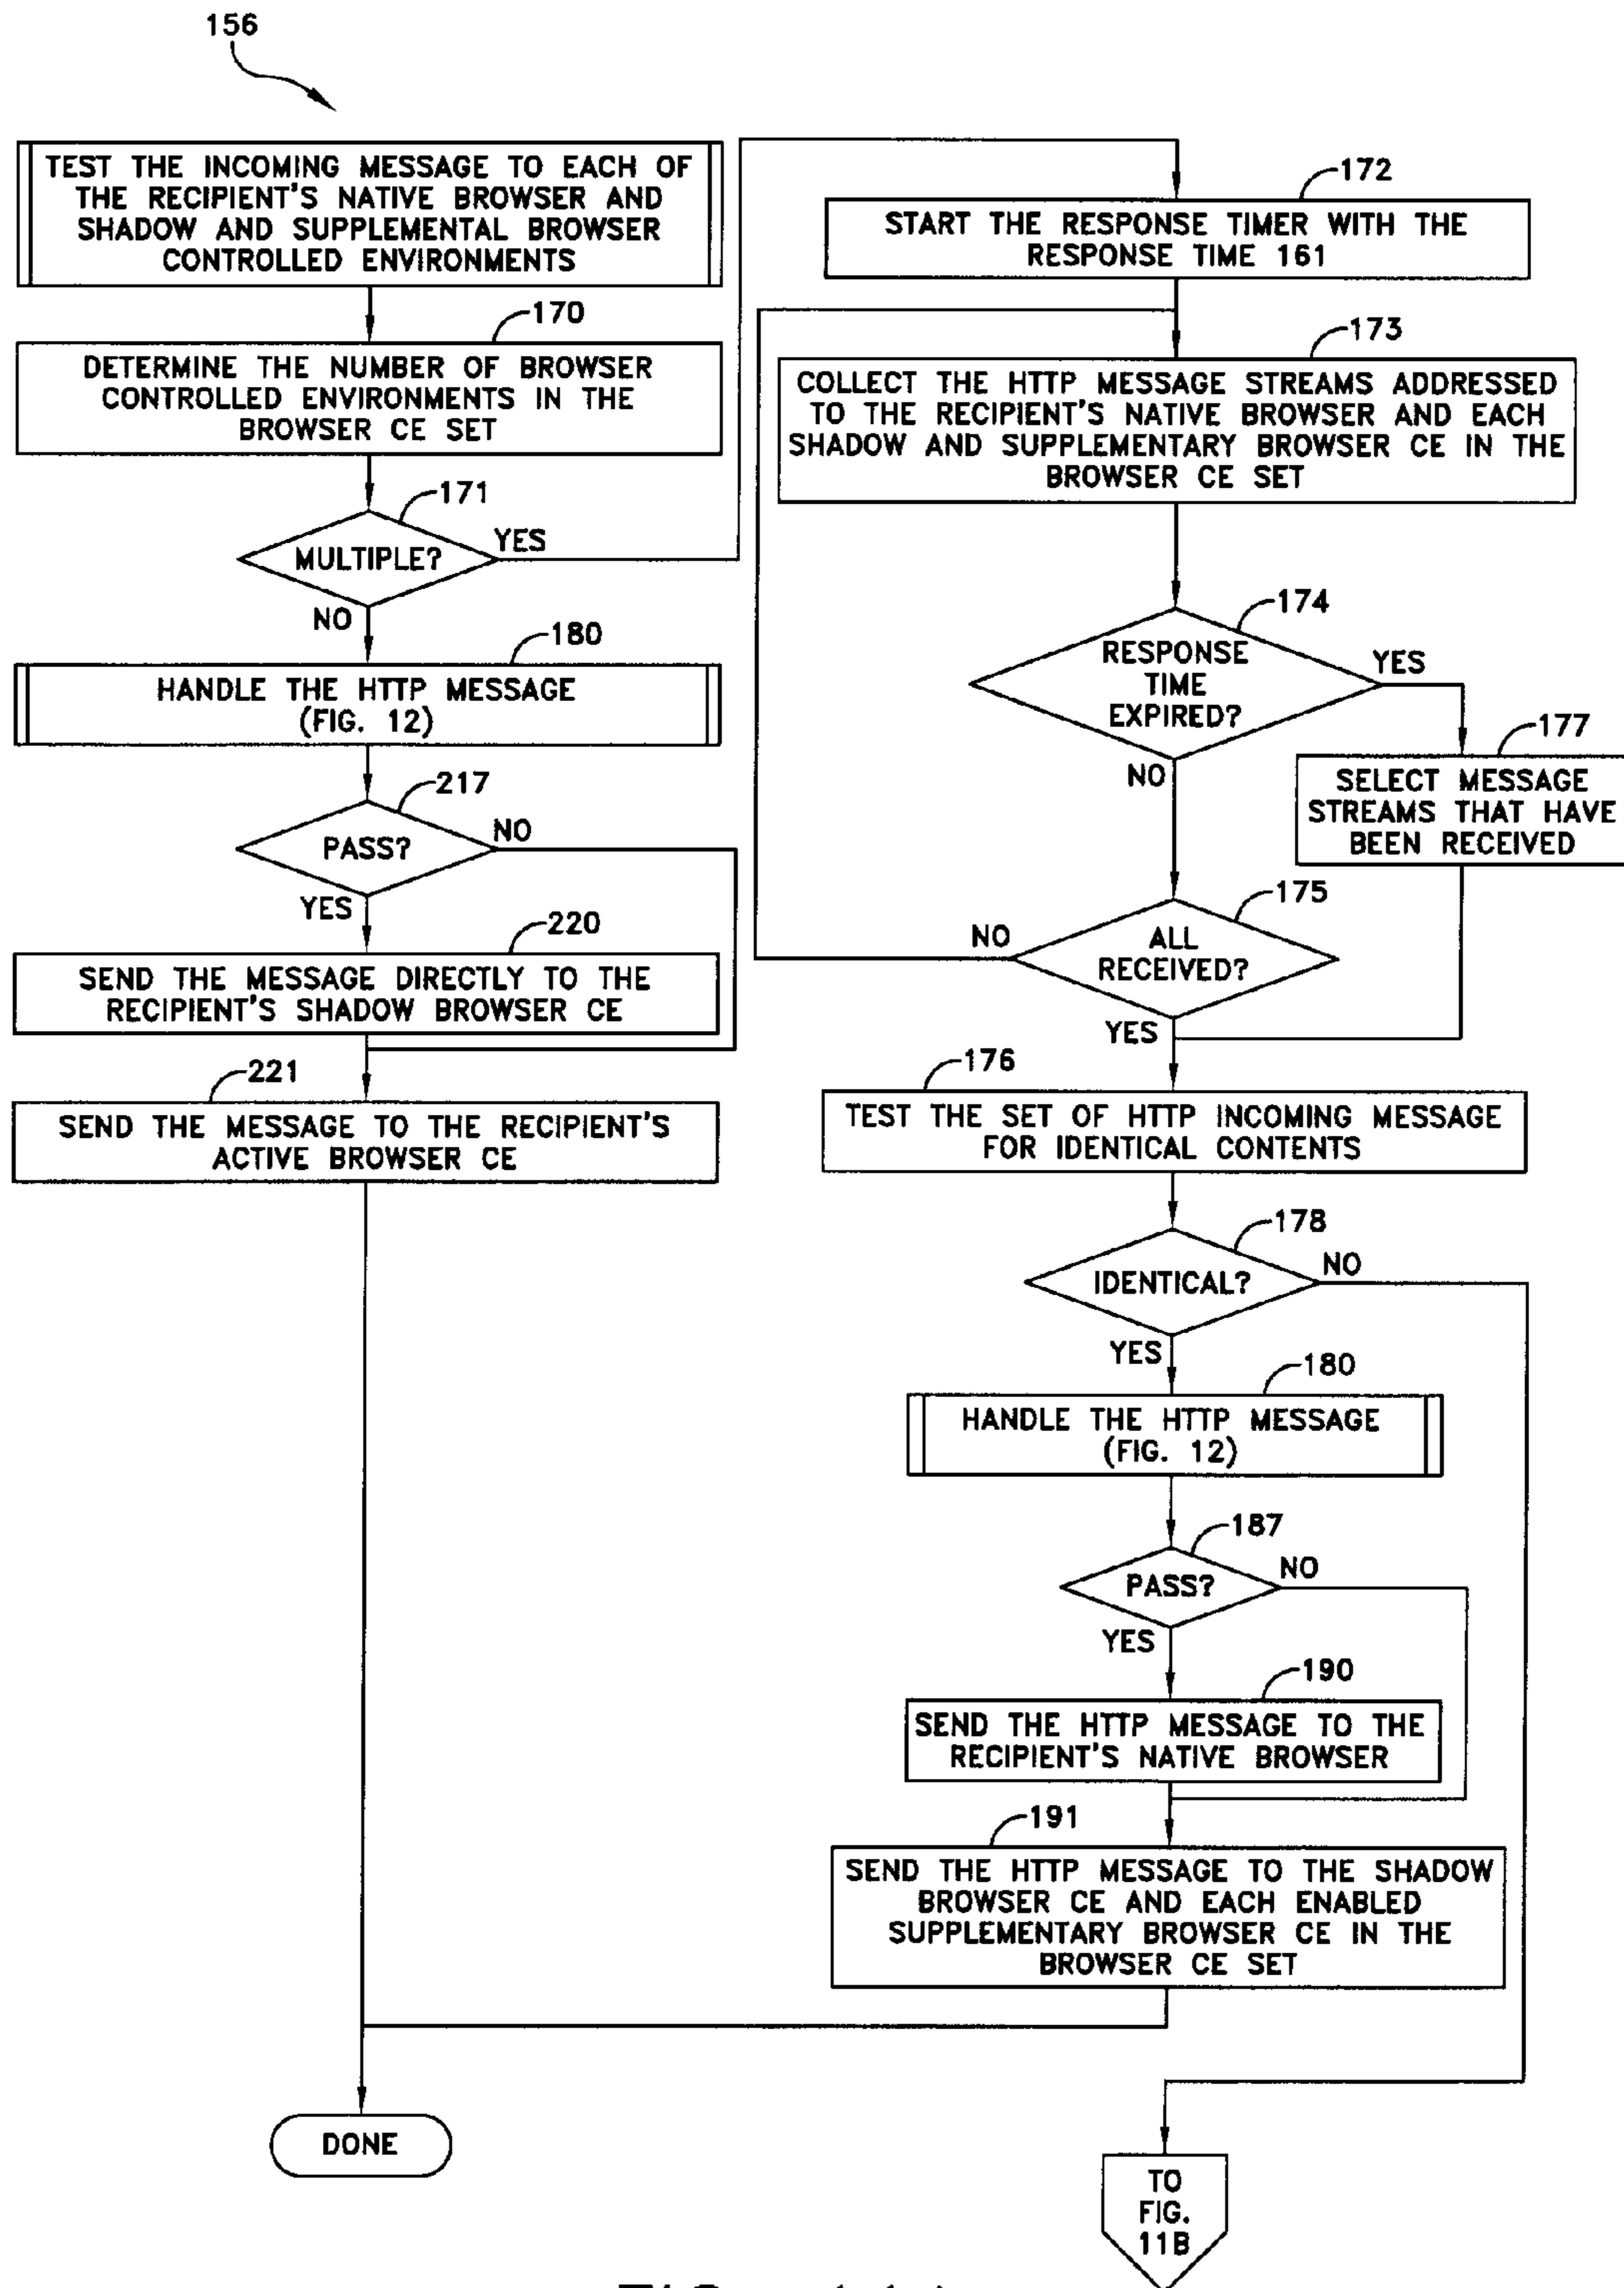 156
TEST THE INCOMING MESSAGE TO EACH OF
THE RECIPIENT'S NATIVE BROWSER AND
SHADOW AND SUPPLEMENTAL BROWSER
CONTROLLED ENVIRONMENTS
170
DETERMINE THE NUMBER OF BROWSER
CONTROLLED ENVIRONMENTS IN THE
BROWSER CE SET
171
MULTIPLE?
YES
NO
180
HANDLE THE HTTP MESSAGE
(FIG. 12)
217
PASS?
NO
YES
220
SEND THE MESSAGE DIRECTLY TO THE
RECIPIENT'S SHADOW BROWSER CE
221
SEND THE MESSAGE TO THE RECIPIENT'S
ACTIVE BROWSER CE
DONE
172
START THE RESPONSE TIMER WITH THE
RESPONSE TIME 161
173
COLLECT THE HTTP MESSAGE STREAMS ADDRESSED
TO THE RECIPIENT'S NATIVE BROWSER AND EACH
SHADOW AND SUPPLEMENTARY BROWSER CE IN THE
BROWSER CE SET
174
RESPONSE
TIME
EXPIRED?
YES
NO
177
SELECT MESSAGE
STREAMS THAT HAVE
BEEN RECEIVED
175
ALL
RECEIVED?
NO
YES
176
TEST THE SET OF HTTP INCOMING MESSAGE
FOR IDENTICAL CONTENTS
178
IDENTICAL?
NO
YES
180
HANDLE THE HTTP MESSAGE
(FIG. 12)
187
PASS?
NO
YES
190
SEND THE HTTP MESSAGE TO THE
RECIPIENT'S NATIVE BROWSER
191
SEND THE HTTP MESSAGE TO THE SHADOW
BROWSER CE AND EACH ENABLED
SUPPLEMENTARY BROWSER CE IN THE
BROWSER CE SET
TO
FIG.
11B